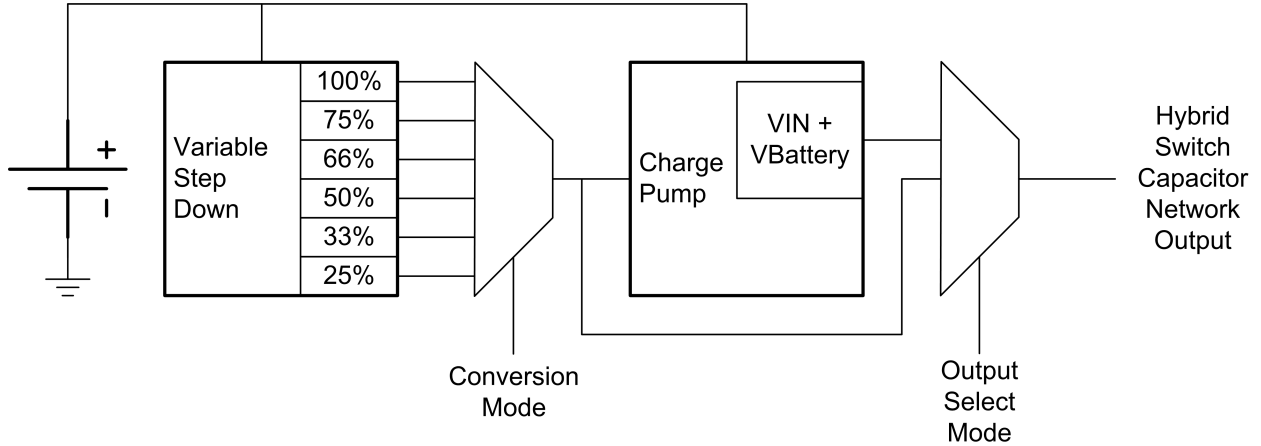 +
Variable
Step
Down
100%
75%
66%
50%
33%
25%
Conversion
Mode
Charge
Pump
VIN +
VBattery
Output
Select
Mode
Hybrid
Switch
Capacitor
Network
Output